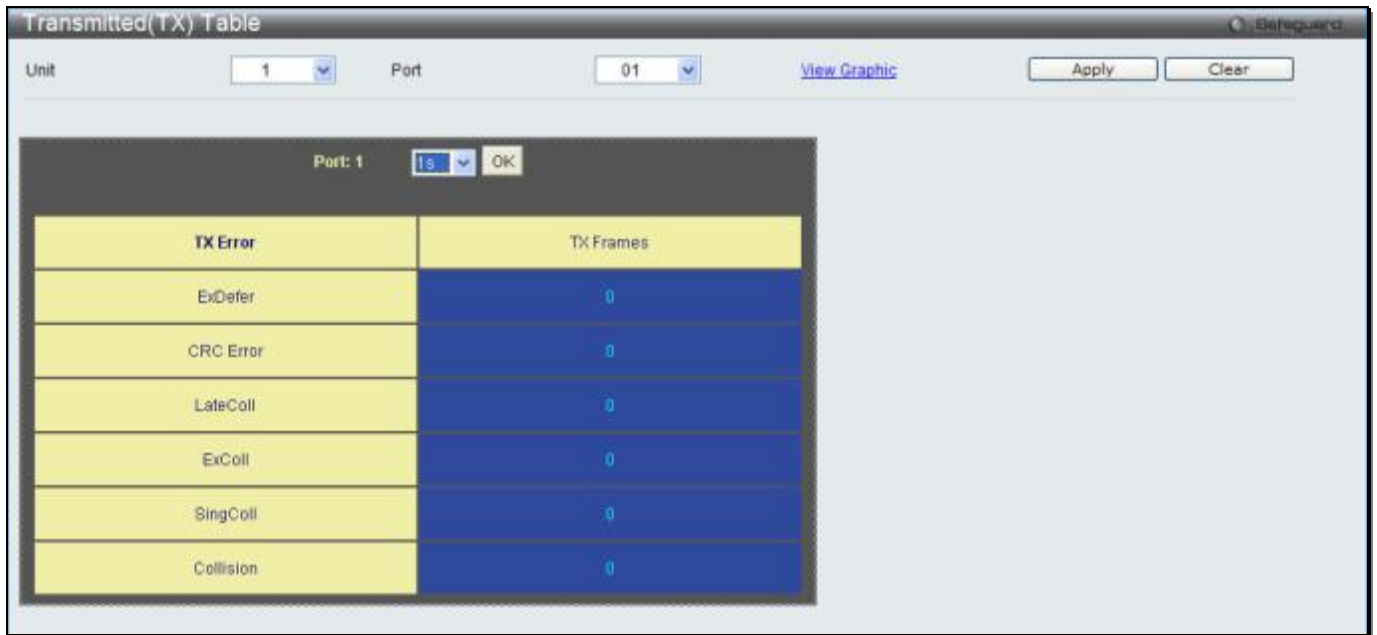 Transmitted(TX) Table Safeguard
Unit 1 Port 01 View Graphic Apply Clear
Port: 1 1s OK
TX Error TX Frames
ExDefer 0
CRC Error 0
LateColl 0
ExColl 0
SingColl 0
Collision 0